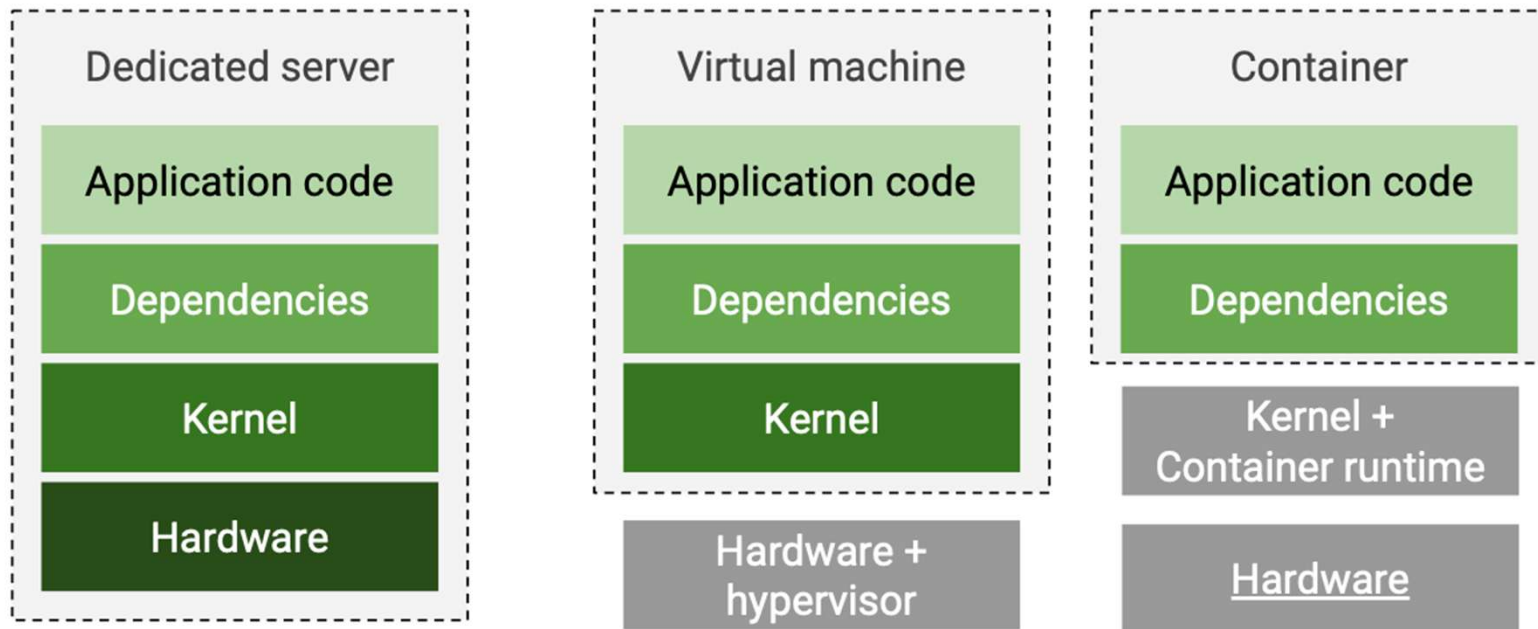 Dedicated server
Application code
Dependencies
Kernel
Hardware
Virtual machine
Application code
Dependencies
Kernel
Hardware +
hypervisor
Container
Application code
Dependencies
Kernel +
Container runtime
Hardware